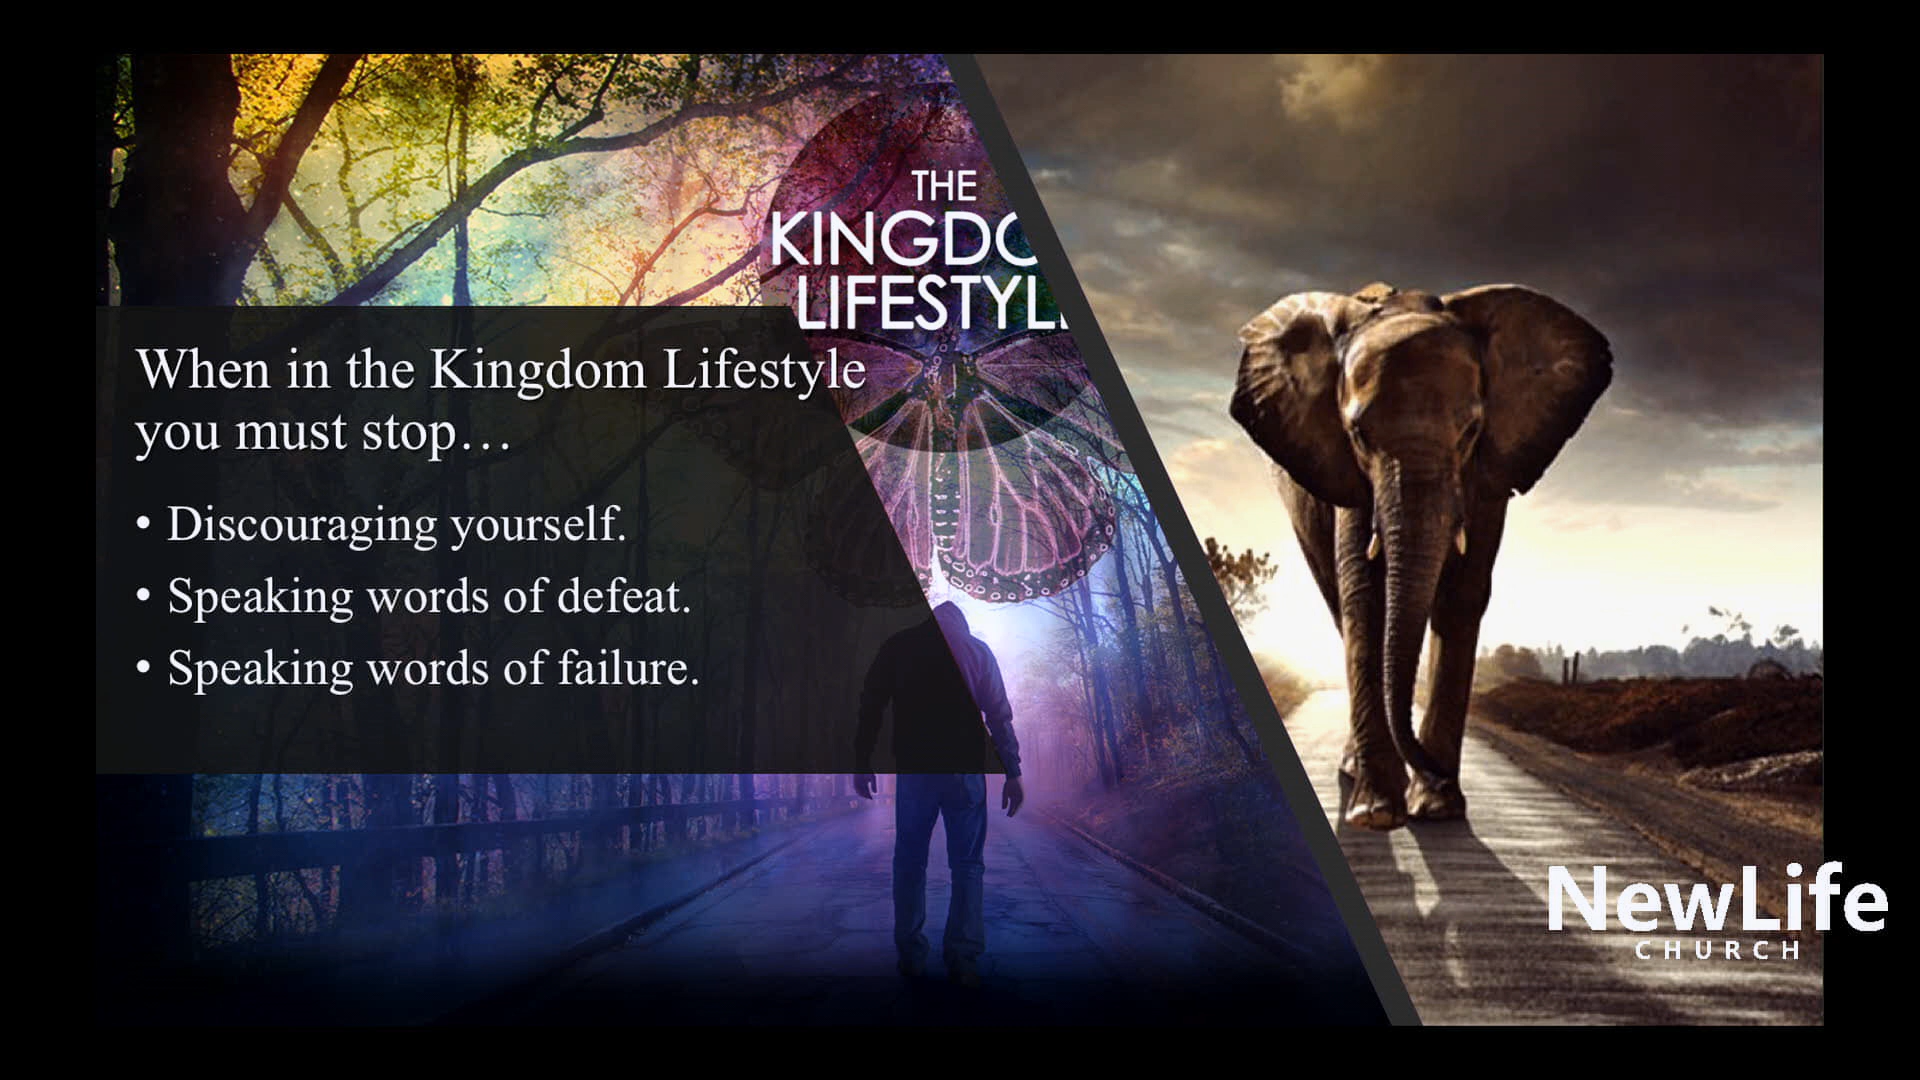 THE
KINGDO
LIFESTYL
When in the Kingdom Lifestyle
you must stop…
• Discouraging yourself.
• Speaking words of defeat.
• Speaking words of failure.
NewLife
CHURCH